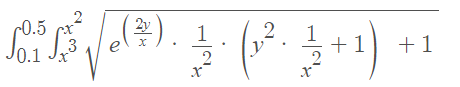 ∫_{0.1}^{0.5} ∫_{x^3}^{x^2} √(e^{(2y/x)} · 1/x^2 · (y^2 · 1/x^2 + 1) + 1)